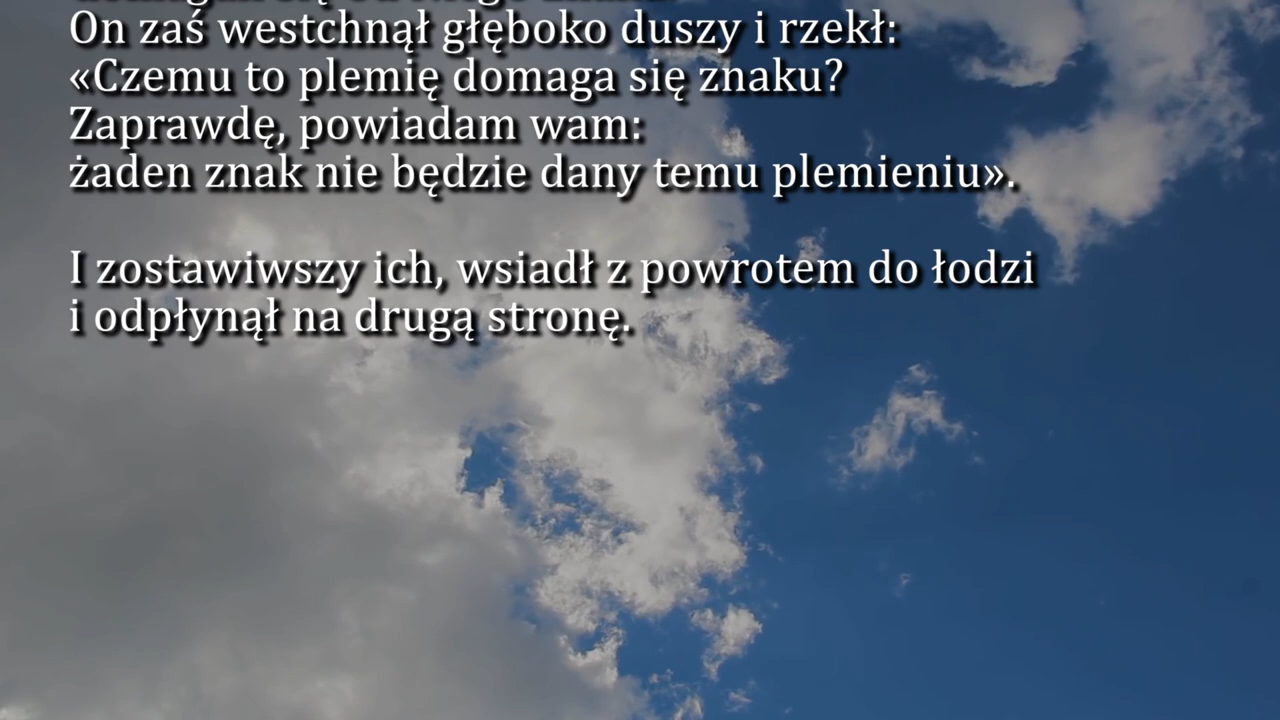 On zaś westchnął głęboko duszy i rzekł:
«Czemu to plemię domaga się znaku?
Zaprawdę, powiadam wam:
żaden znak nie będzie dany temu plemieniu».
I zostawiwszy ich, wsiadł z powrotem do łodzi
i odpłynął na drugą stronę.